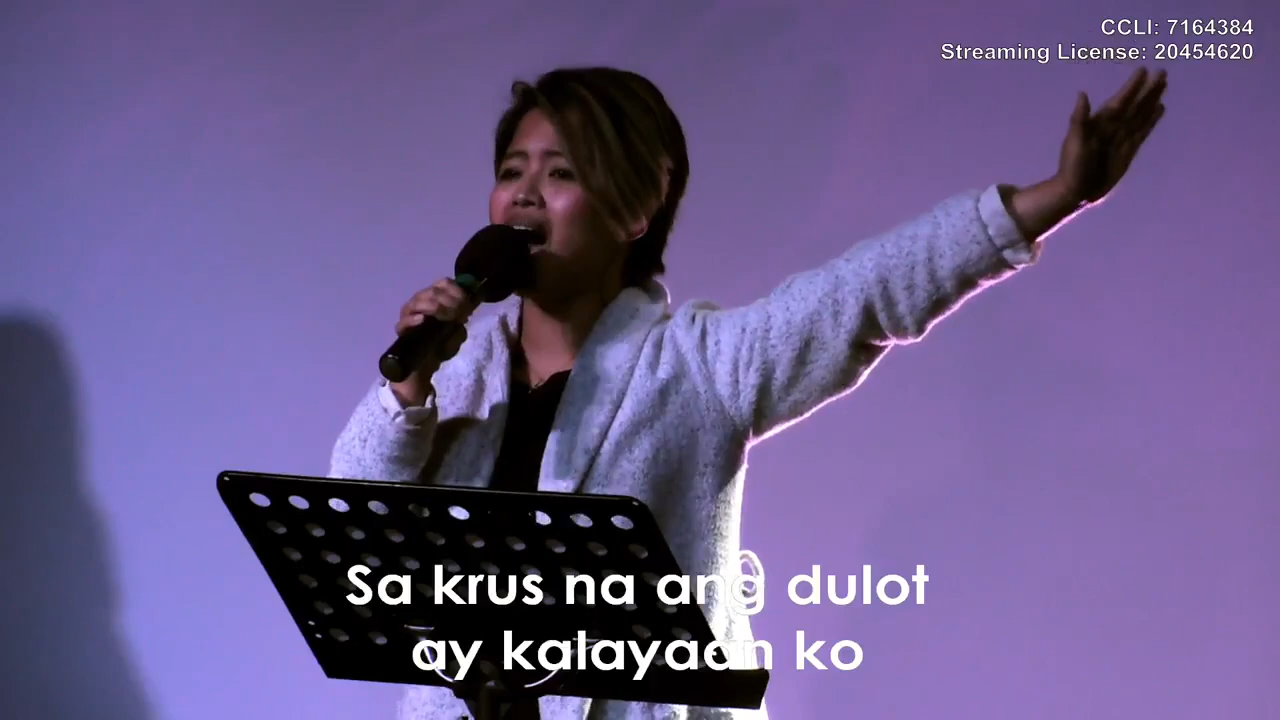 CCLI: 7164384
Streaming License: 20454620
Sa krus na ang dulot
ay kalayaan ko